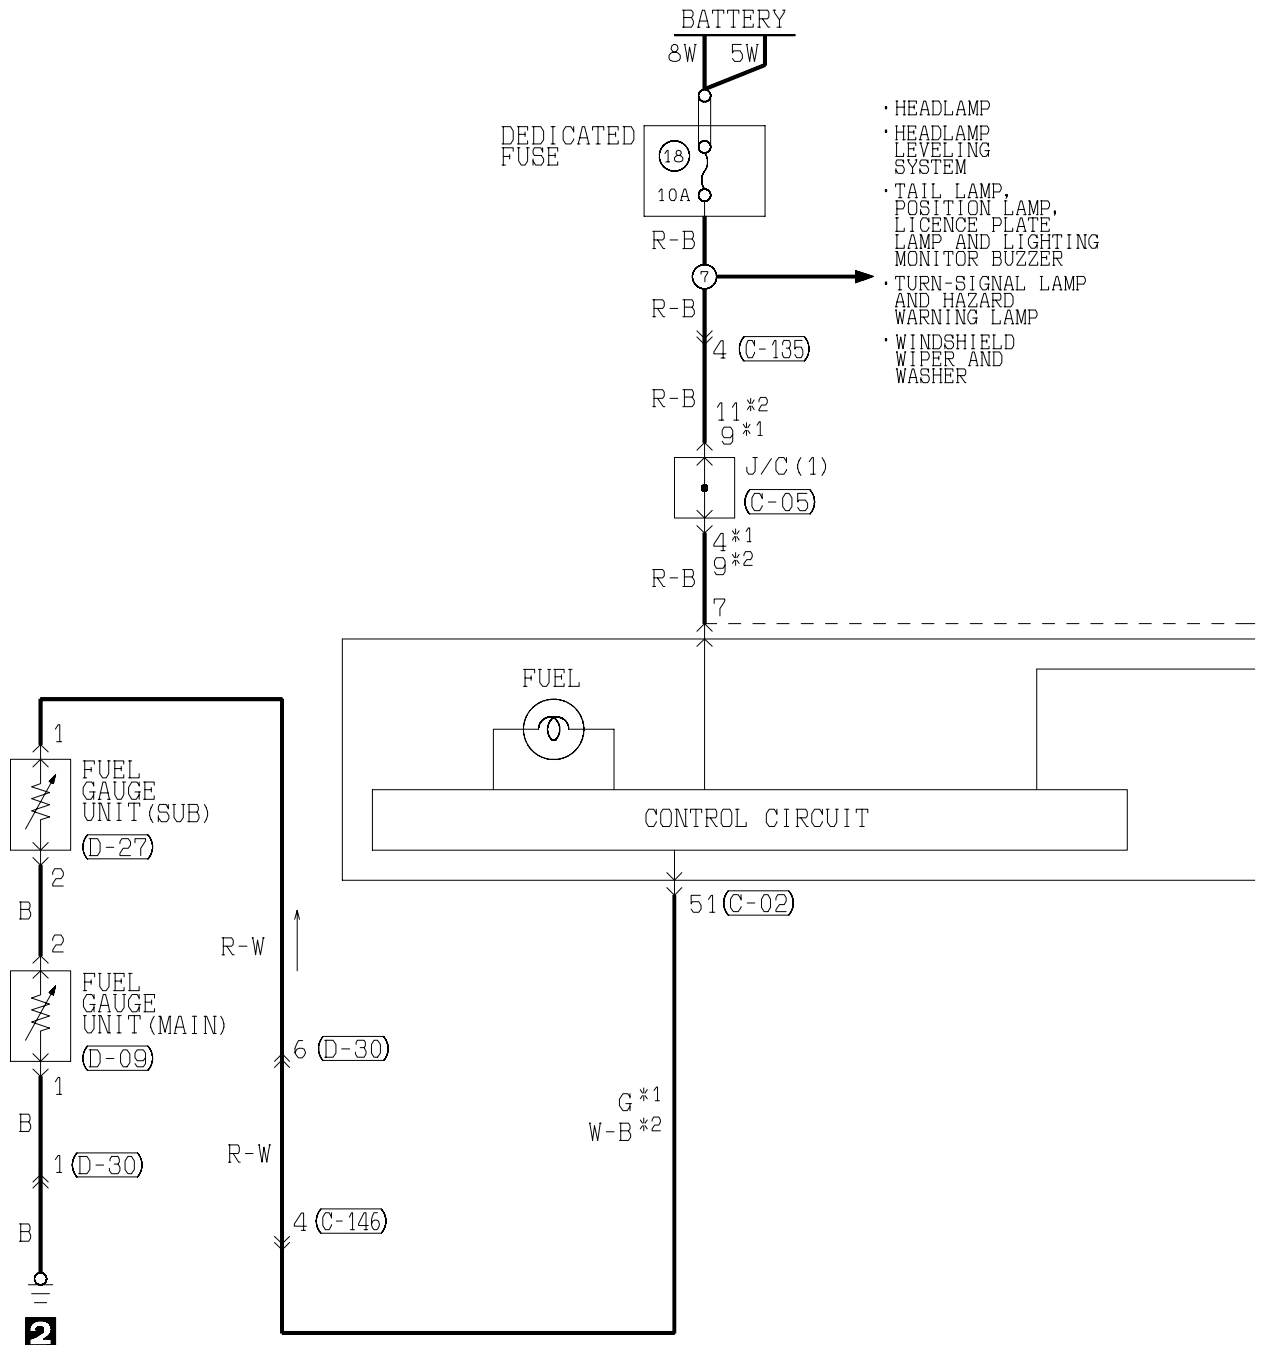 BATTERY
8W
5W
DEDICATED
FUSE
18
10A
R-B
7
R-B
· HEADLAMP
· HEADLAMP
LEVELING
SYSTEM
· TAIL LAMP,
POSITION LAMP,
LICENCE PLATE
LAMP AND LIGHTING
MONITOR BUZZER
· TURN-SIGNAL LAMP
AND HAZARD
WARNING LAMP
· WINDSHIELD
WIPER AND
WASHER
4 (C-135)
R-B
11*2
9*1
J/C(1)
C-05
4*1
9*2
R-B
7
FUEL
CONTROL CIRCUIT
51 C-02
1
FUEL
GAUGE
UNIT(SUB)
D-27
2
B
2
FUEL
GAUGE
UNIT(MAIN)
D-09
1
B
1 D-30
B
2
R-W
6 D-30
R-W
4 C-146
G*1
W-B*2